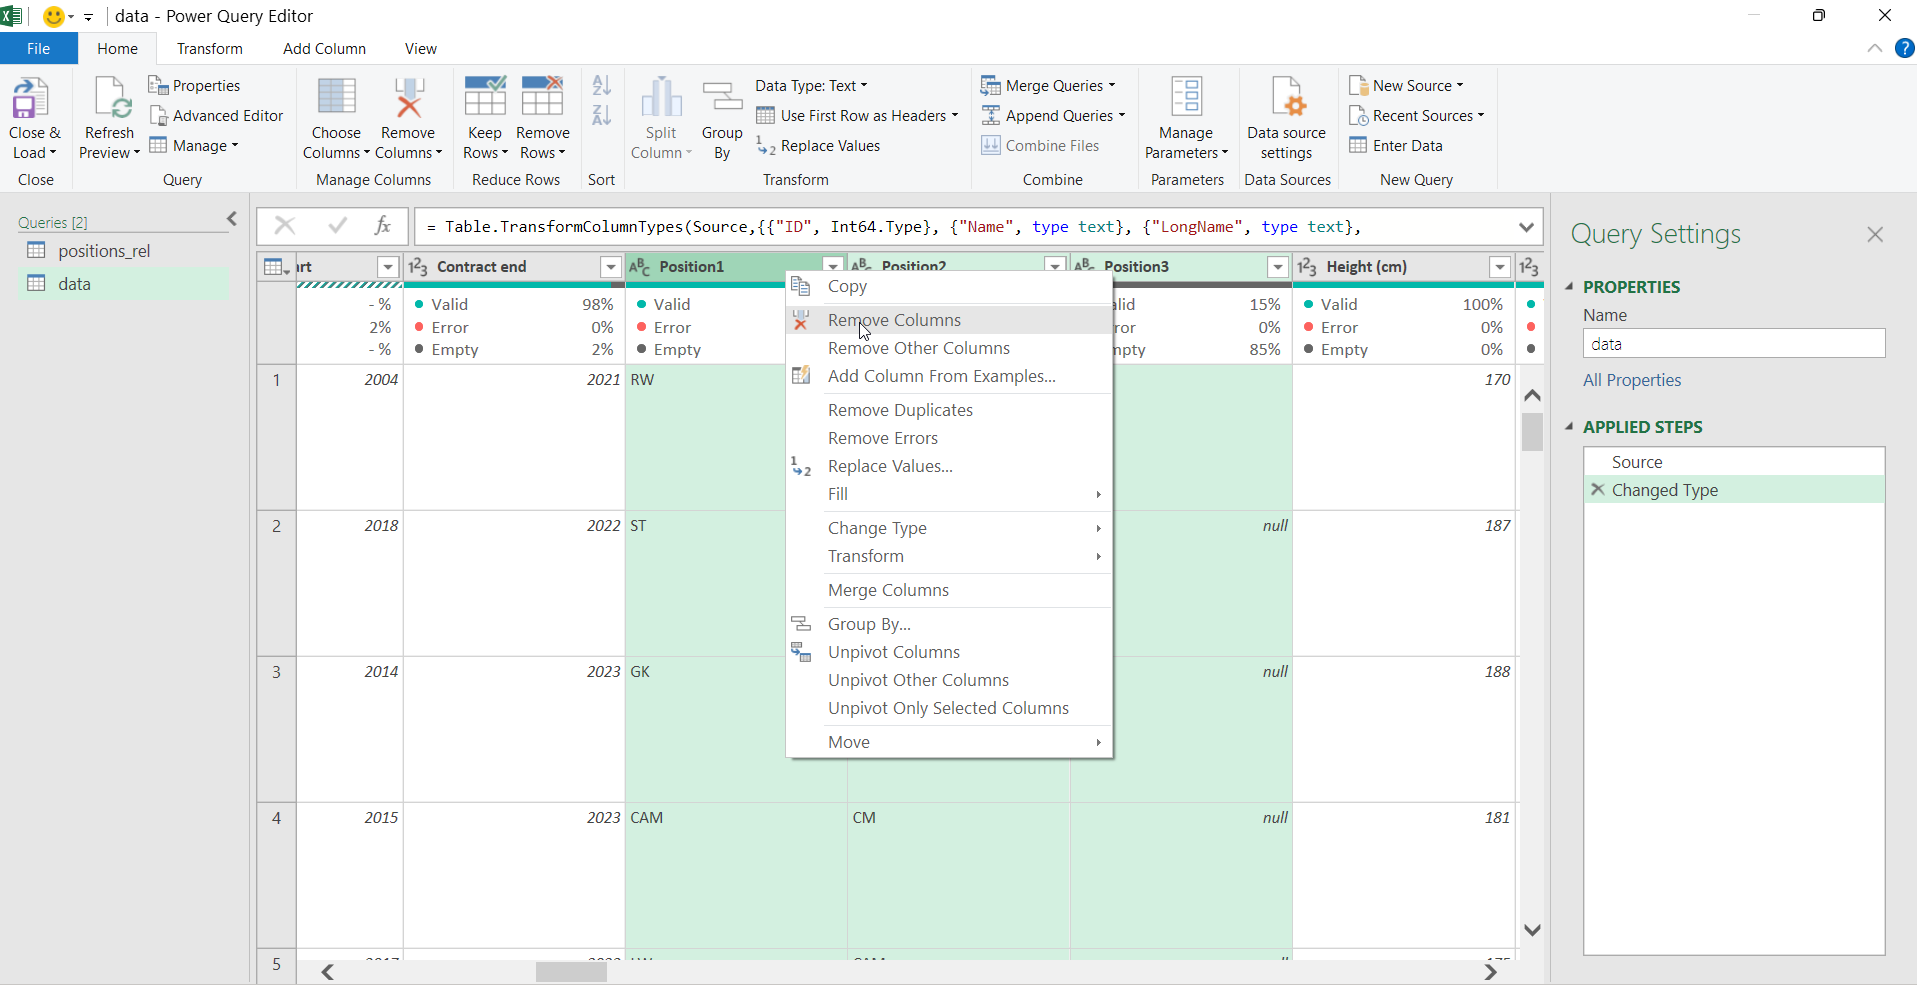 data - Power Query Editor
File Home Transform Add Column View
Close & Load
Close
Refresh Preview
Properties
Advanced Editor
Manage
Query
Choose Columns
Remove Columns
Manage Columns
Keep Rows
Remove Rows
Reduce Rows
Sort
Split Column
Group By
Data Type: Text
Use First Row as Headers
Replace Values
Transform
Merge Queries
Append Queries
Combine Files
Combine
Manage Parameters
Parameters
Data source settings
Data Sources
New Source
Recent Sources
Enter Data
New Query
Queries [2]
positions_rel
data
fx
= Table.TransformColumnTypes(Source,{{"ID", Int64.Type}, {"Name", type text}, {"LongName", type text},
rt 123 Contract end ABC Position1 ABC Position2 ABC Position3 123 Height (cm) 123
- % Valid 98% Valid alid 15% Valid 100%
2% Error 0% Error ror 0% Error 0%
- % Empty 2% Empty mpty 85% Empty 0%
1 2004 2021 RW 170
2 2018 2022 ST null 187
3 2014 2023 GK null 188
4 2015 2023 CAM CM null 181
5
Copy
Remove Columns
Remove Other Columns
Add Column From Examples...
Remove Duplicates
Remove Errors
Replace Values...
Fill
Change Type
Transform
Merge Columns
Group By...
Unpivot Columns
Unpivot Other Columns
Unpivot Only Selected Columns
Move
Query Settings
PROPERTIES
Name
data
All Properties
APPLIED STEPS
Source
Changed Type